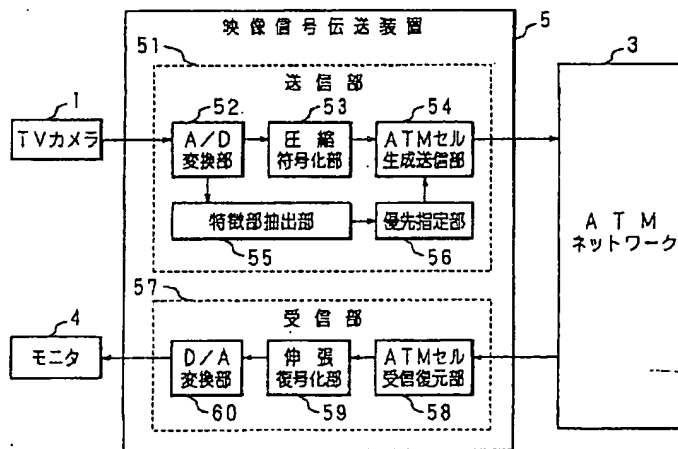 映像信号伝送装置
5
51
送信部
3
1
TVカメラ
52
A/D
変換部
53
圧縮
符号化部
54
ATMセル
生成送信部
特徴部抽出部
55
優先指定部
56
ATM
ネットワーク
57
受信部
4
モニタ
D/A
変換部
60
伸張
復号化部
59
ATMセル
受信復元部
58